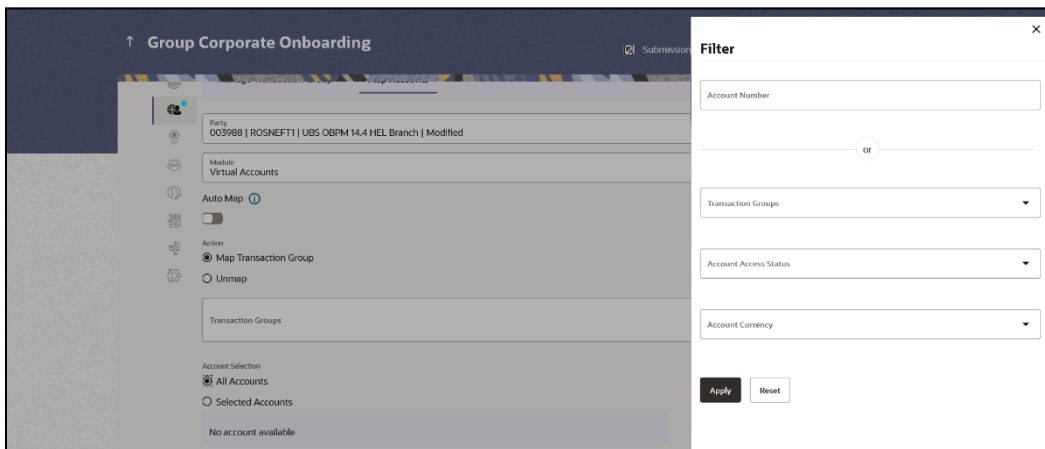 Group Corporate Onboarding
Submission
Map Accounts
Party
003988 | ROSNEFT1 | UBS OBPM 14.4 HEL Branch | Modified
Module
Virtual Accounts
Auto Map
Action
Map Transaction Group
Unmap
Transaction Groups
Account Selection
All Accounts
Selected Accounts
No account available
Filter
Account Number
or
Transaction Groups
Account Access Status
Account Currency
Apply
Reset